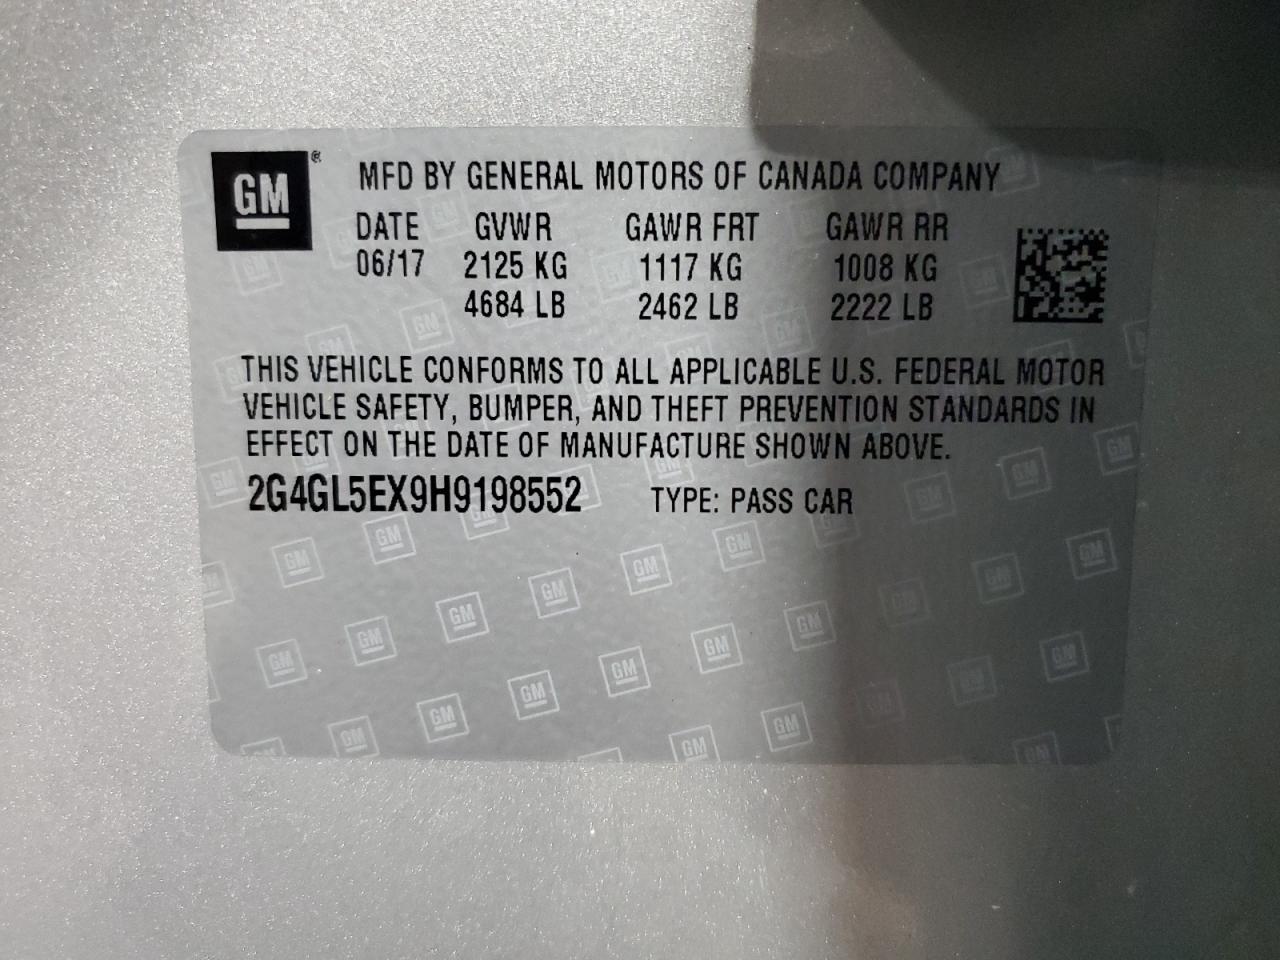 GM ® MFD BY GENERAL MOTORS OF CANADA COMPANY
DATE GVWR GAWR FRT GAWR RR
06/17 2125 KG 1117 KG 1008 KG
4684 LB 2462 LB 2222 LB
THIS VEHICLE CONFORMS TO ALL APPLICABLE U.S. FEDERAL MOTOR
VEHICLE SAFETY, BUMPER, AND THEFT PREVENTION STANDARDS IN
EFFECT ON THE DATE OF MANUFACTURE SHOWN ABOVE.
2G4GL5EX9H9198552 TYPE: PASS CAR